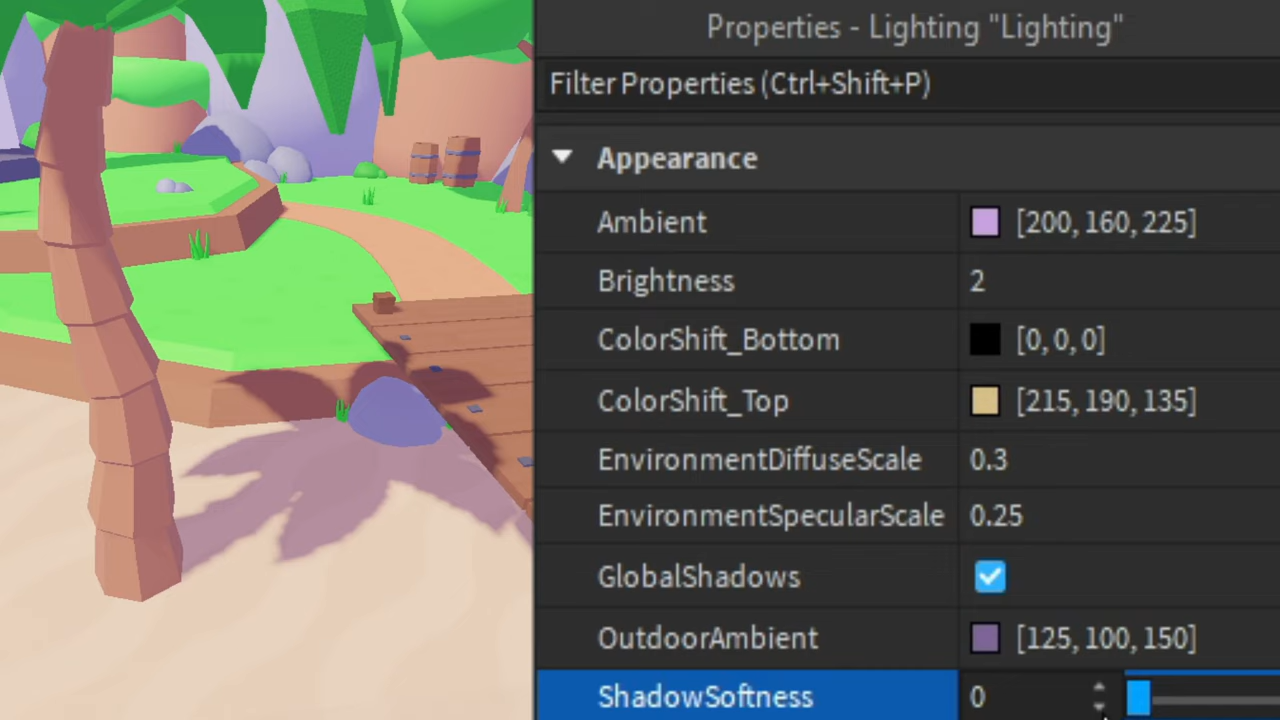 Properties - Lighting "Lighting"
Filter Properties (Ctrl+Shift+P)
Appearance
Ambient [200, 160, 225]
Brightness 2
ColorShift_Bottom [0, 0, 0]
ColorShift_Top [215, 190, 135]
EnvironmentDiffuseScale 0.3
EnvironmentSpecularScale 0.25
GlobalShadows
OutdoorAmbient [125, 100, 150]
ShadowSoftness 0